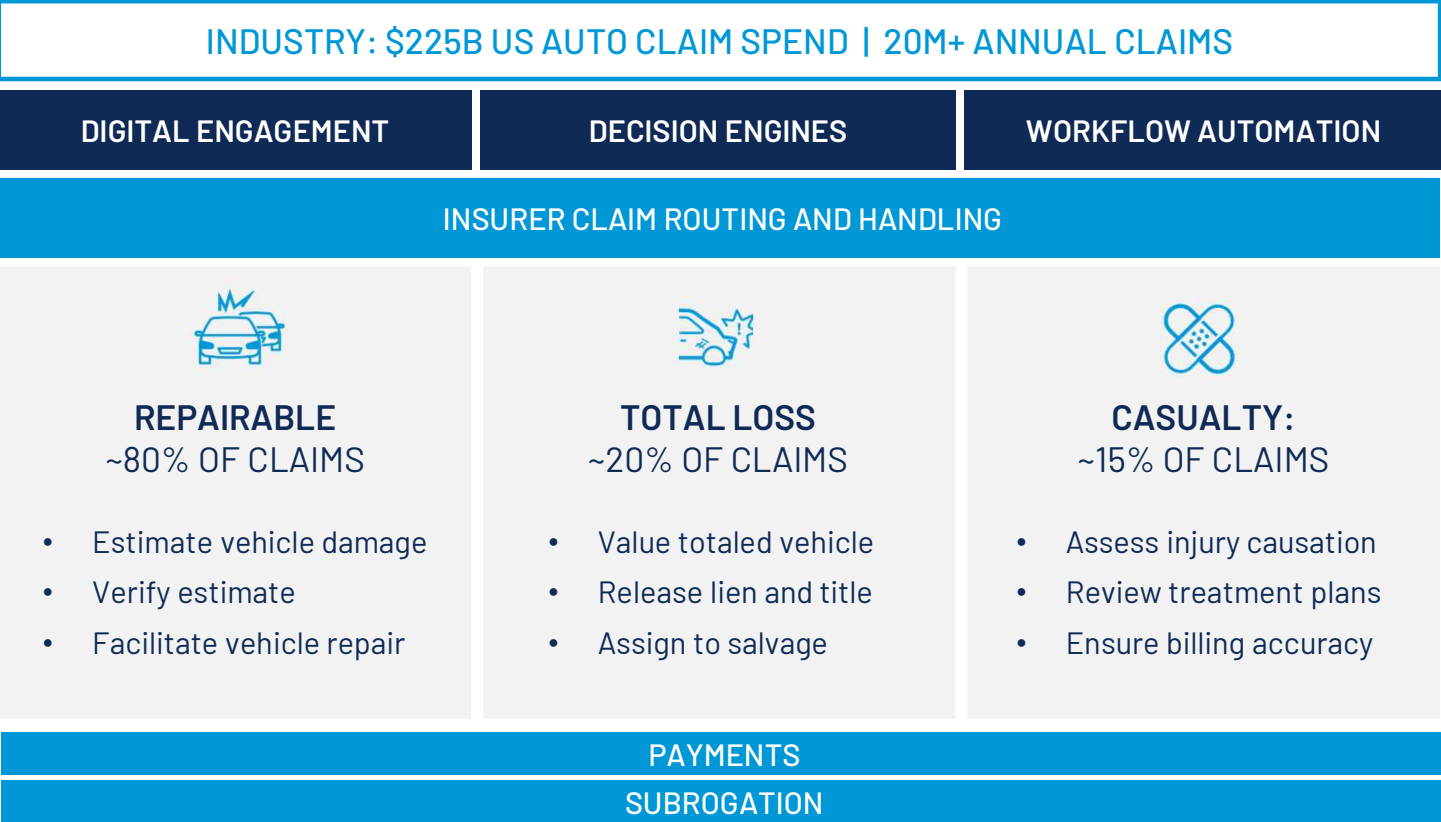 INDUSTRY: $225B US AUTO CLAIM SPEND | 20M+ ANNUAL CLAIMS
DIGITAL ENGAGEMENT
DECISION ENGINES
WORKFLOW AUTOMATION
INSURER CLAIM ROUTING AND HANDLING
REPAIRABLE
~80% OF CLAIMS
• Estimate vehicle damage
• Verify estimate
• Facilitate vehicle repair
TOTAL LOSS
~20% OF CLAIMS
• Value totaled vehicle
• Release lien and title
• Assign to salvage
CASUALTY:
~15% OF CLAIMS
• Assess injury causation
• Review treatment plans
• Ensure billing accuracy
PAYMENTS
SUBROGATION